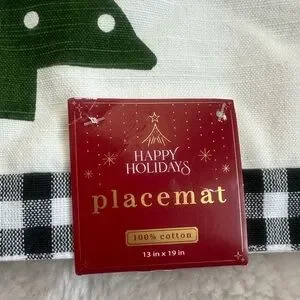 HAPPY
HOLIDAYS
placemat
100% cotton
13 in x 19 in